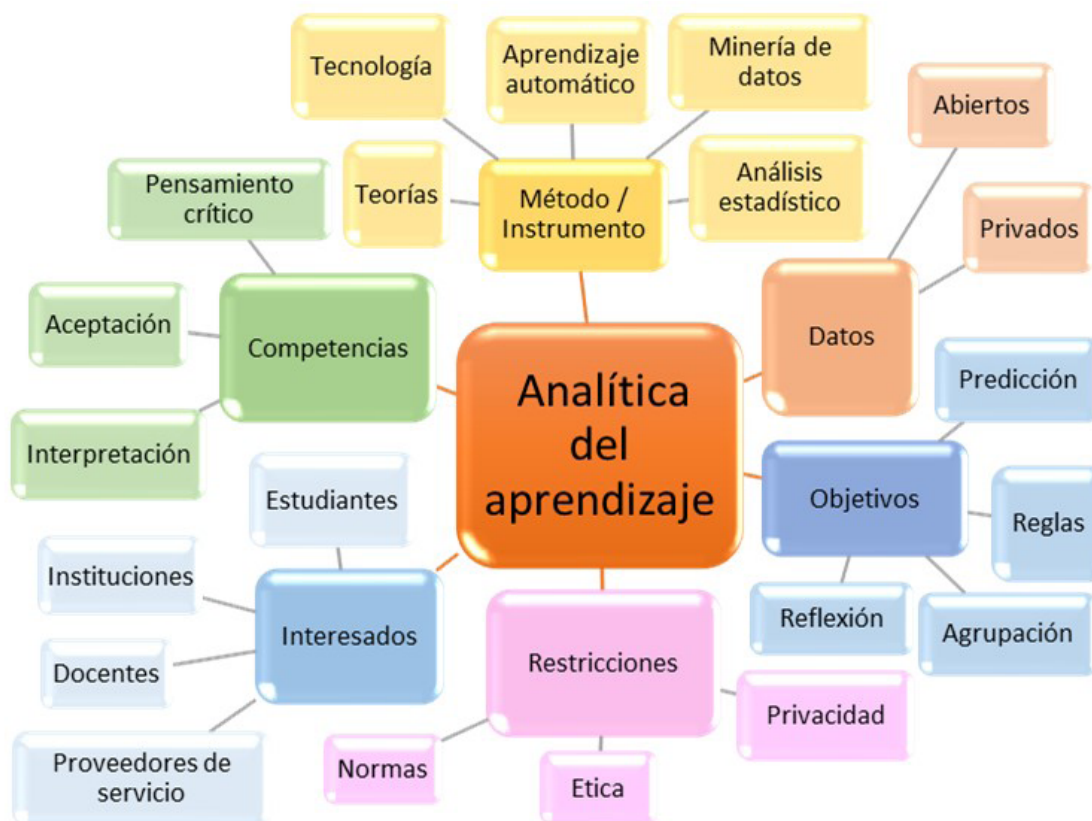 Tecnología
Aprendizaje
automático
Minería de
datos
Abiertos
Pensamiento
crítico
Teorías
Método /
Instrumento
Análisis
estadístico
Privados
Aceptación
Competencias
Datos
Analítica
del
aprendizaje
Predicción
Interpretación
Estudiantes
Objetivos
Reglas
Instituciones
Interesados
Restricciones
Reflexión
Agrupación
Docentes
Privacidad
Proveedores de
servicio
Normas
Etica